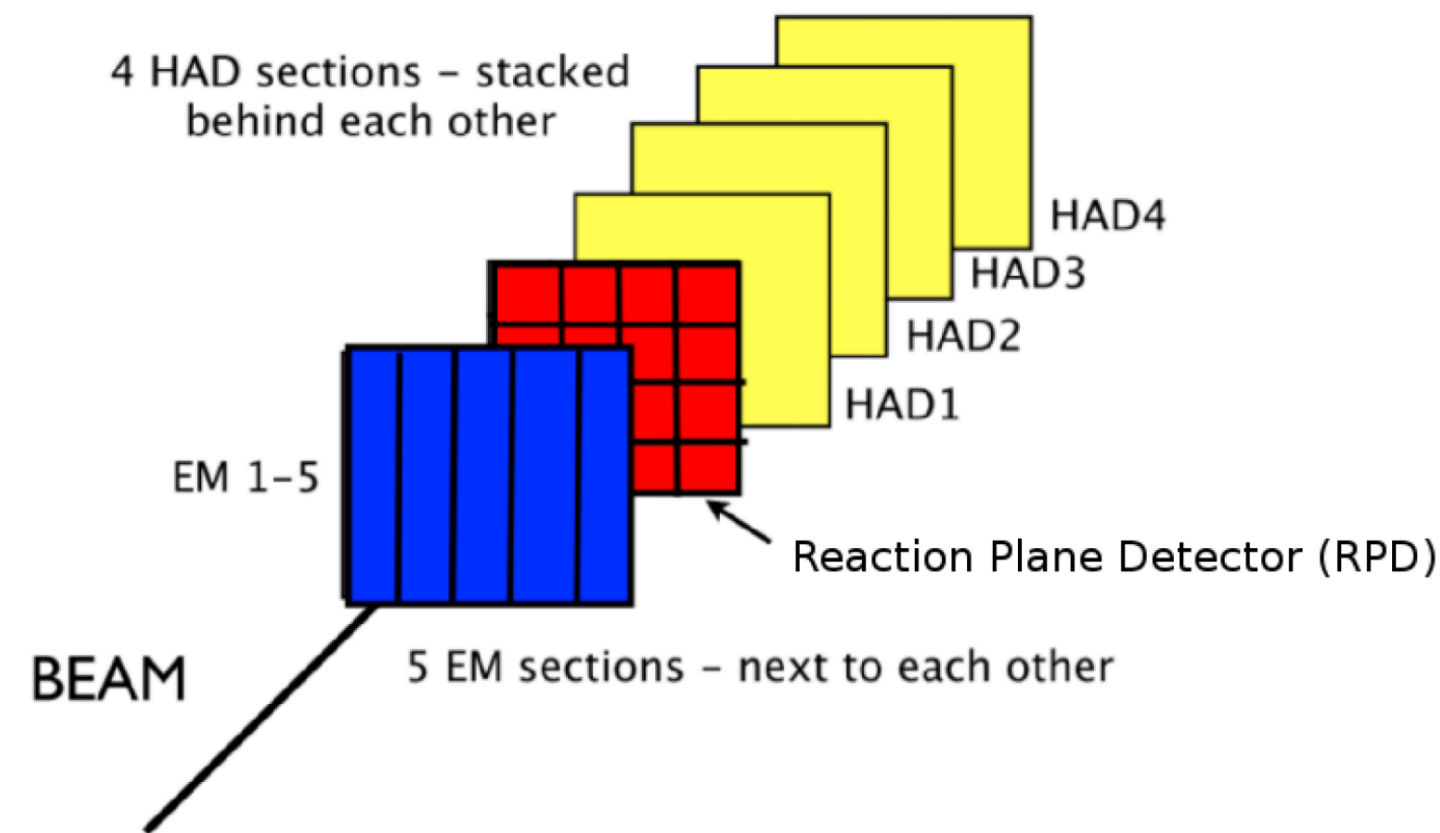 4 HAD sections – stacked
behind each other
HAD4
HAD3
HAD2
HAD1
EM 1–5
Reaction Plane Detector (RPD)
5 EM sections – next to each other
BEAM